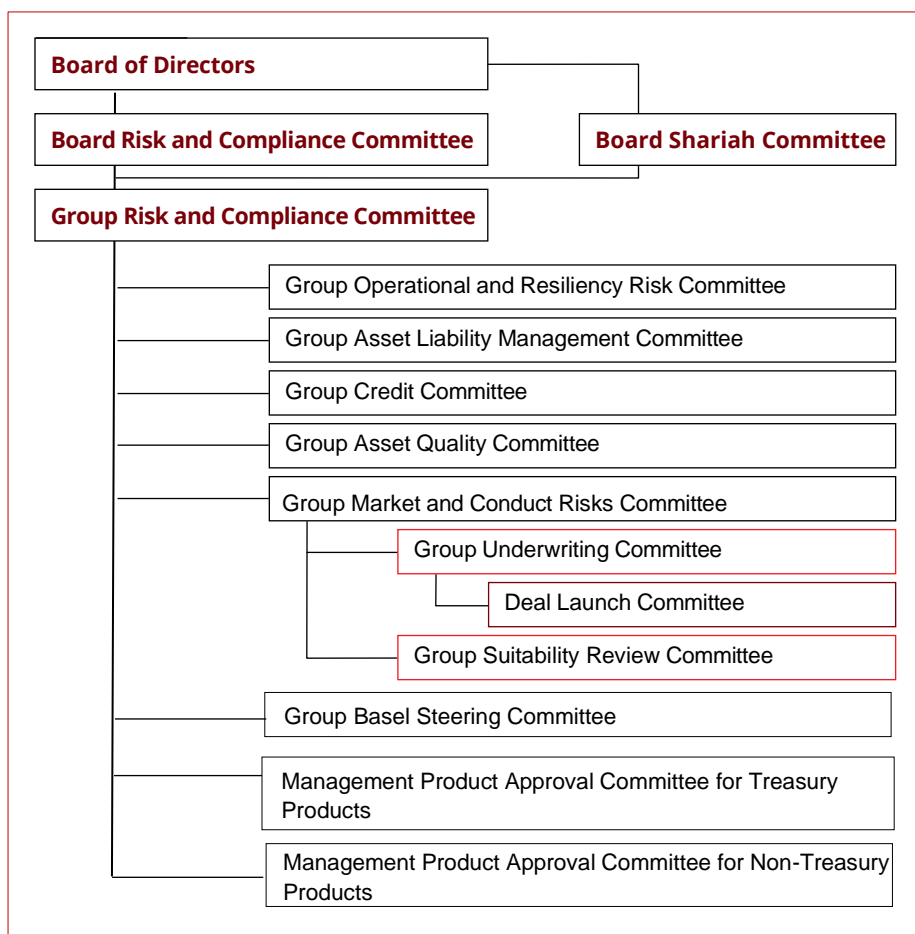 Board of Directors
Board Risk and Compliance Committee
Board Shariah Committee
Group Risk and Compliance Committee
Group Operational and Resiliency Risk Committee
Group Asset Liability Management Committee
Group Credit Committee
Group Asset Quality Committee
Group Market and Conduct Risks Committee
Group Underwriting Committee
Deal Launch Committee
Group Suitability Review Committee
Group Basel Steering Committee
Management Product Approval Committee for Treasury
Products
Management Product Approval Committee for Non-Treasury
Products